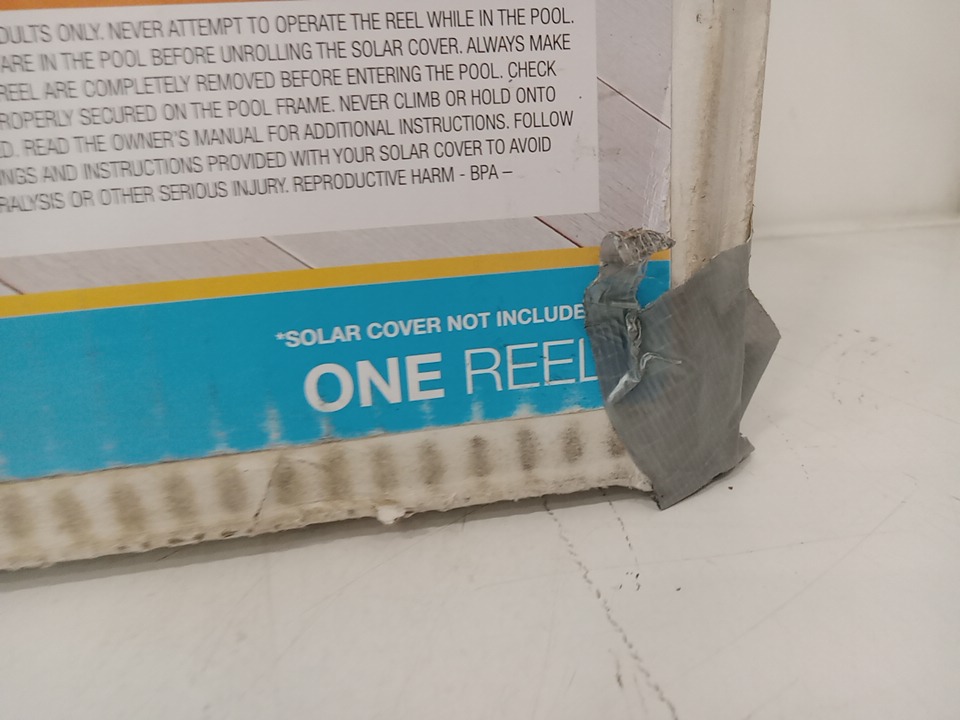 DULTS ONLY. NEVER ATTEMPT TO OPERATE THE REEL WHILE IN THE POOL.
ARE IN THE POOL BEFORE UNROLLING THE SOLAR COVER. ALWAYS MAKE
REEL ARE COMPLETELY REMOVED BEFORE ENTERING THE POOL. CHECK
ROPERLY SECURED ON THE POOL FRAME. NEVER CLIMB OR HOLD ONTO
D. READ THE OWNER'S MANUAL FOR ADDITIONAL INSTRUCTIONS. FOLLOW
NGS AND INSTRUCTIONS PROVIDED WITH YOUR SOLAR COVER TO AVOID
RALYSIS OR OTHER SERIOUS INJURY. REPRODUCTIVE HARM - BPA –
*SOLAR COVER NOT INCLUDE
ONE REEL